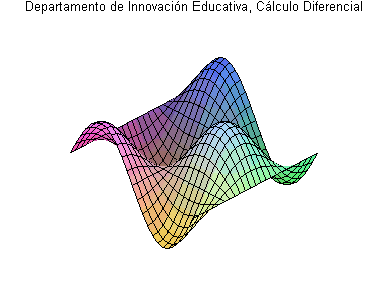 Departamento de Innovación Educativa, Cálculo Diferencial